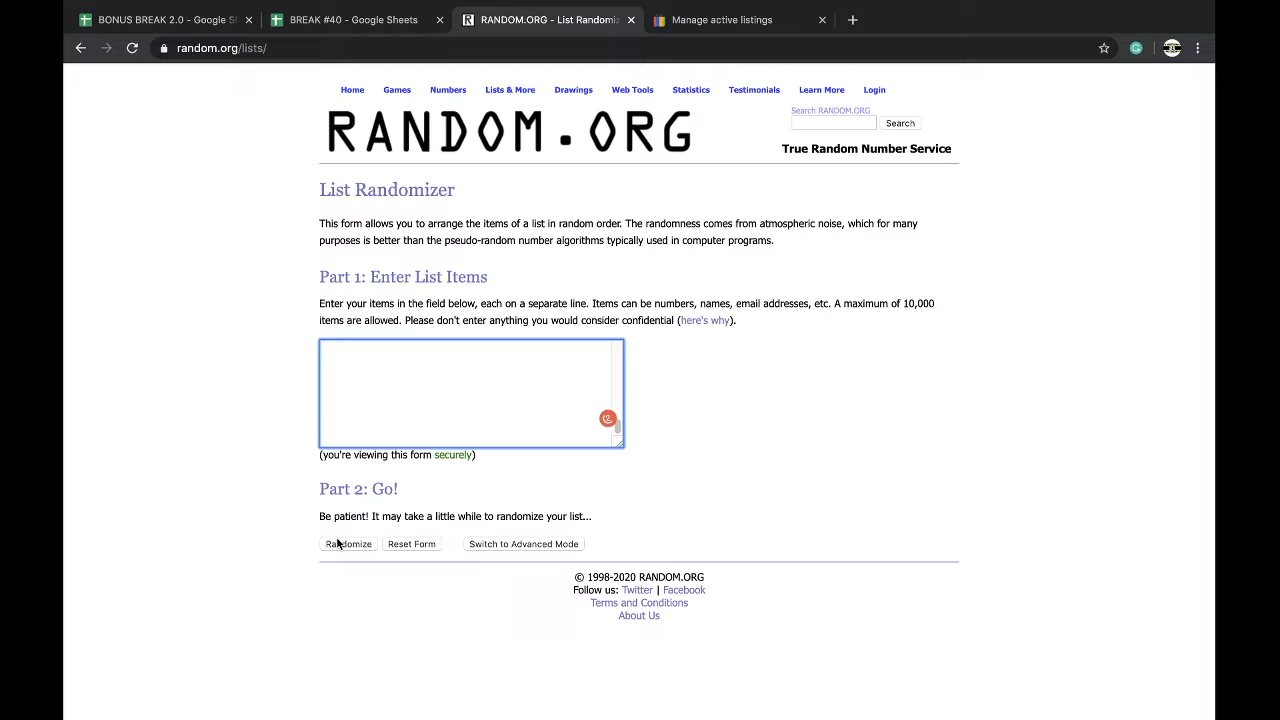 BONUS BREAK 2.0 - Google S
BREAK #40 - Google Sheets
RANDOM.ORG - List Randomiz
Manage active listings
random.org/lists/
Home Games Numbers Lists & More Drawings Web Tools Statistics Testimonials Learn More Login
RANDOM.ORG
Search RANDOM.ORG
Search
True Random Number Service
List Randomizer
This form allows you to arrange the items of a list in random order. The randomness comes from atmospheric noise, which for many
purposes is better than the pseudo-random number algorithms typically used in computer programs.
Part 1: Enter List Items
Enter your items in the field below, each on a separate line. Items can be numbers, names, email addresses, etc. A maximum of 10,000
items are allowed. Please don't enter anything you would consider confidential (here's why).
(you're viewing this form securely)
Part 2: Go!
Be patient! It may take a little while to randomize your list...
Randomize Reset Form Switch to Advanced Mode
© 1998-2020 RANDOM.ORG
Follow us: Twitter | Facebook
Terms and Conditions
About Us